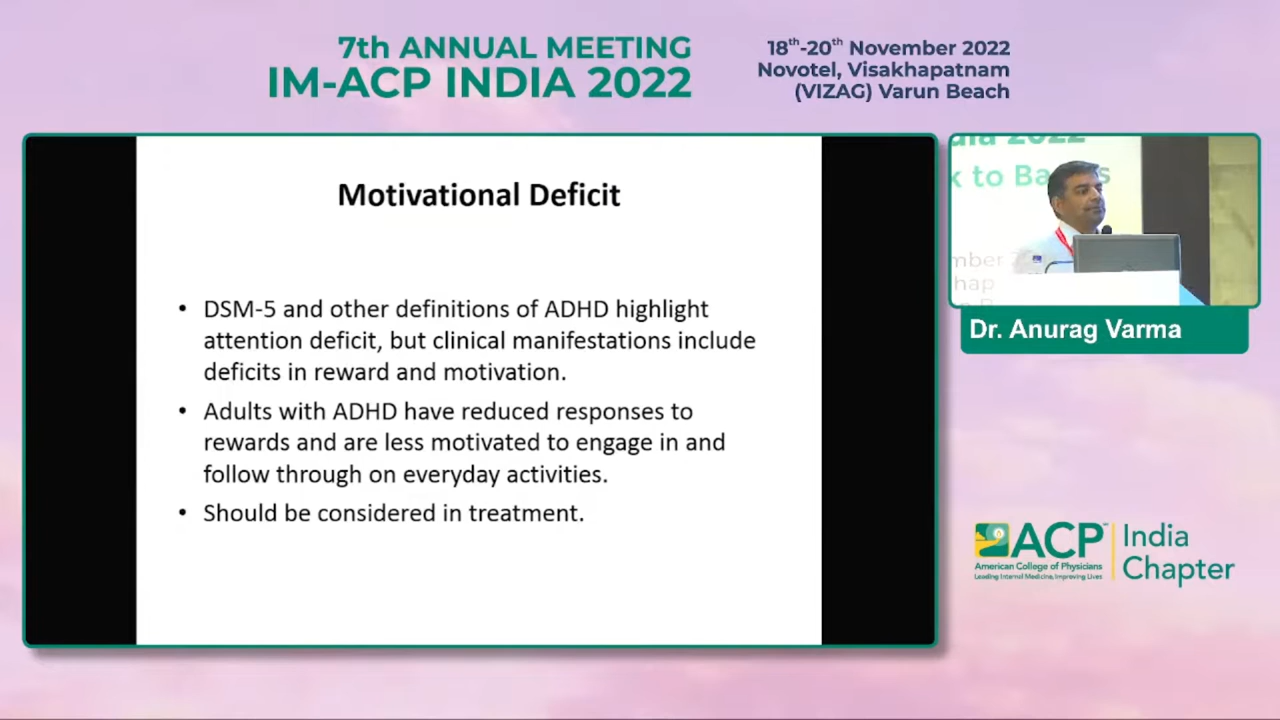 7th ANNUAL MEETING
IM-ACP INDIA 2022
18th-20th November 2022
Novotel, Visakhapatnam
(VIZAG) Varun Beach
Motivational Deficit
• DSM-5 and other definitions of ADHD highlight
attention deficit, but clinical manifestations include
deficits in reward and motivation.
• Adults with ADHD have reduced responses to
rewards and are less motivated to engage in and
follow through on everyday activities.
• Should be considered in treatment.
2022
to
Dr. Anurag Varma
ACP
American College of Physicians
Leading Internal Medicine, Improving Lives
India
Chapter